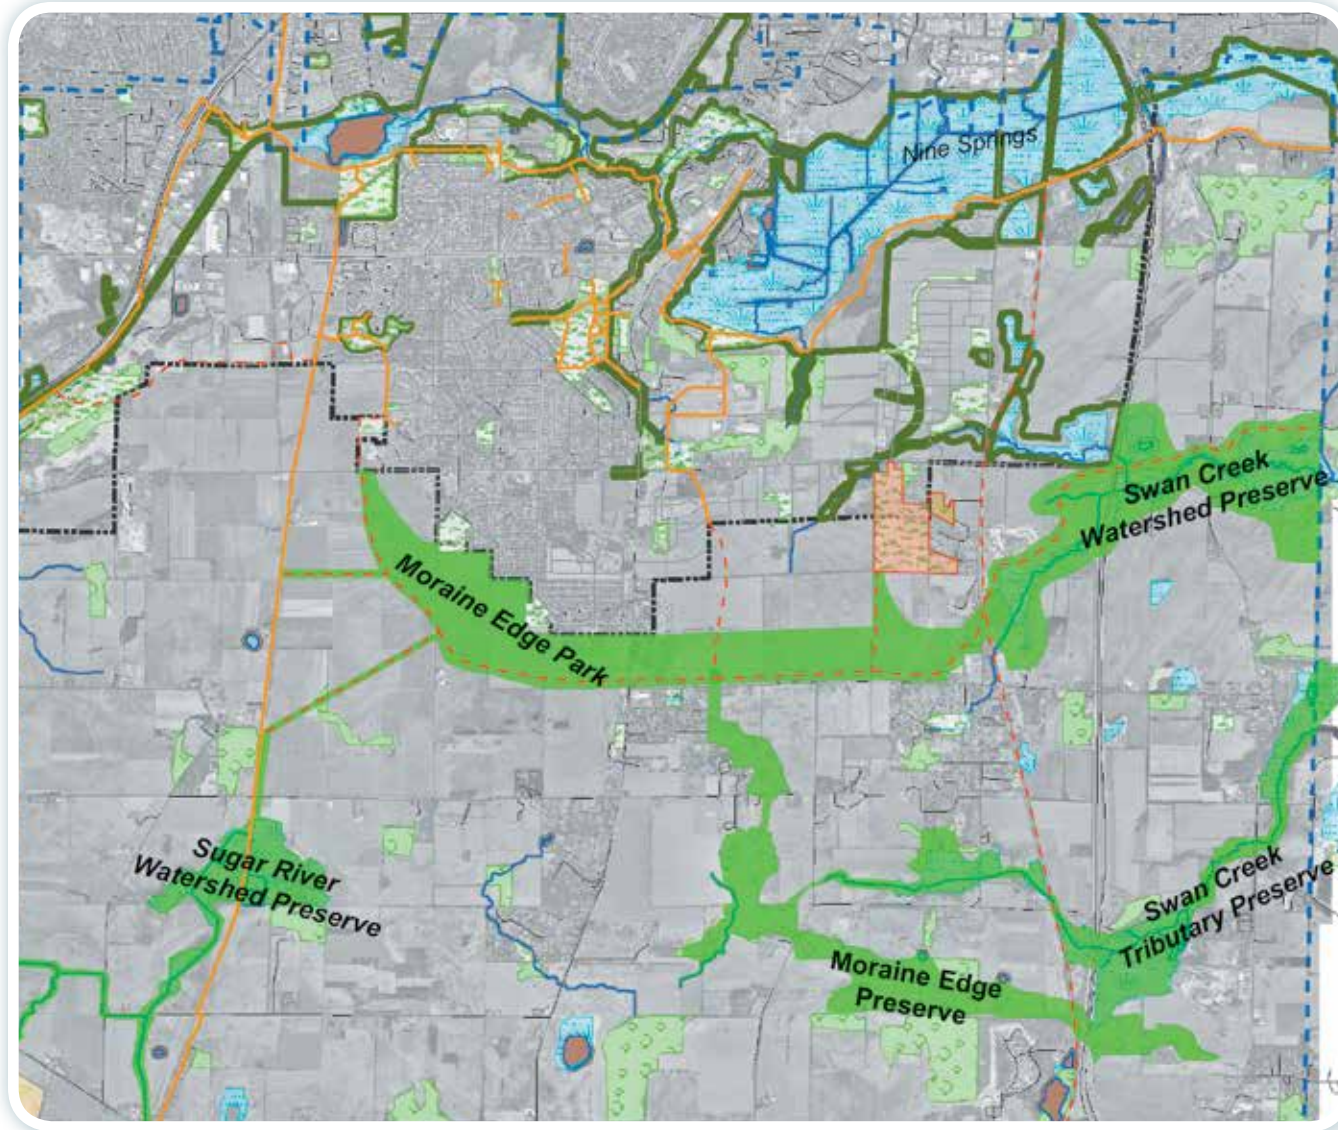 Nine Springs
Swan Creek
Watershed Preserve
Moraine Edge Park
Sugar River
Watershed Preserve
Swan Creek
Tributary Preserve
Moraine Edge
Preserve